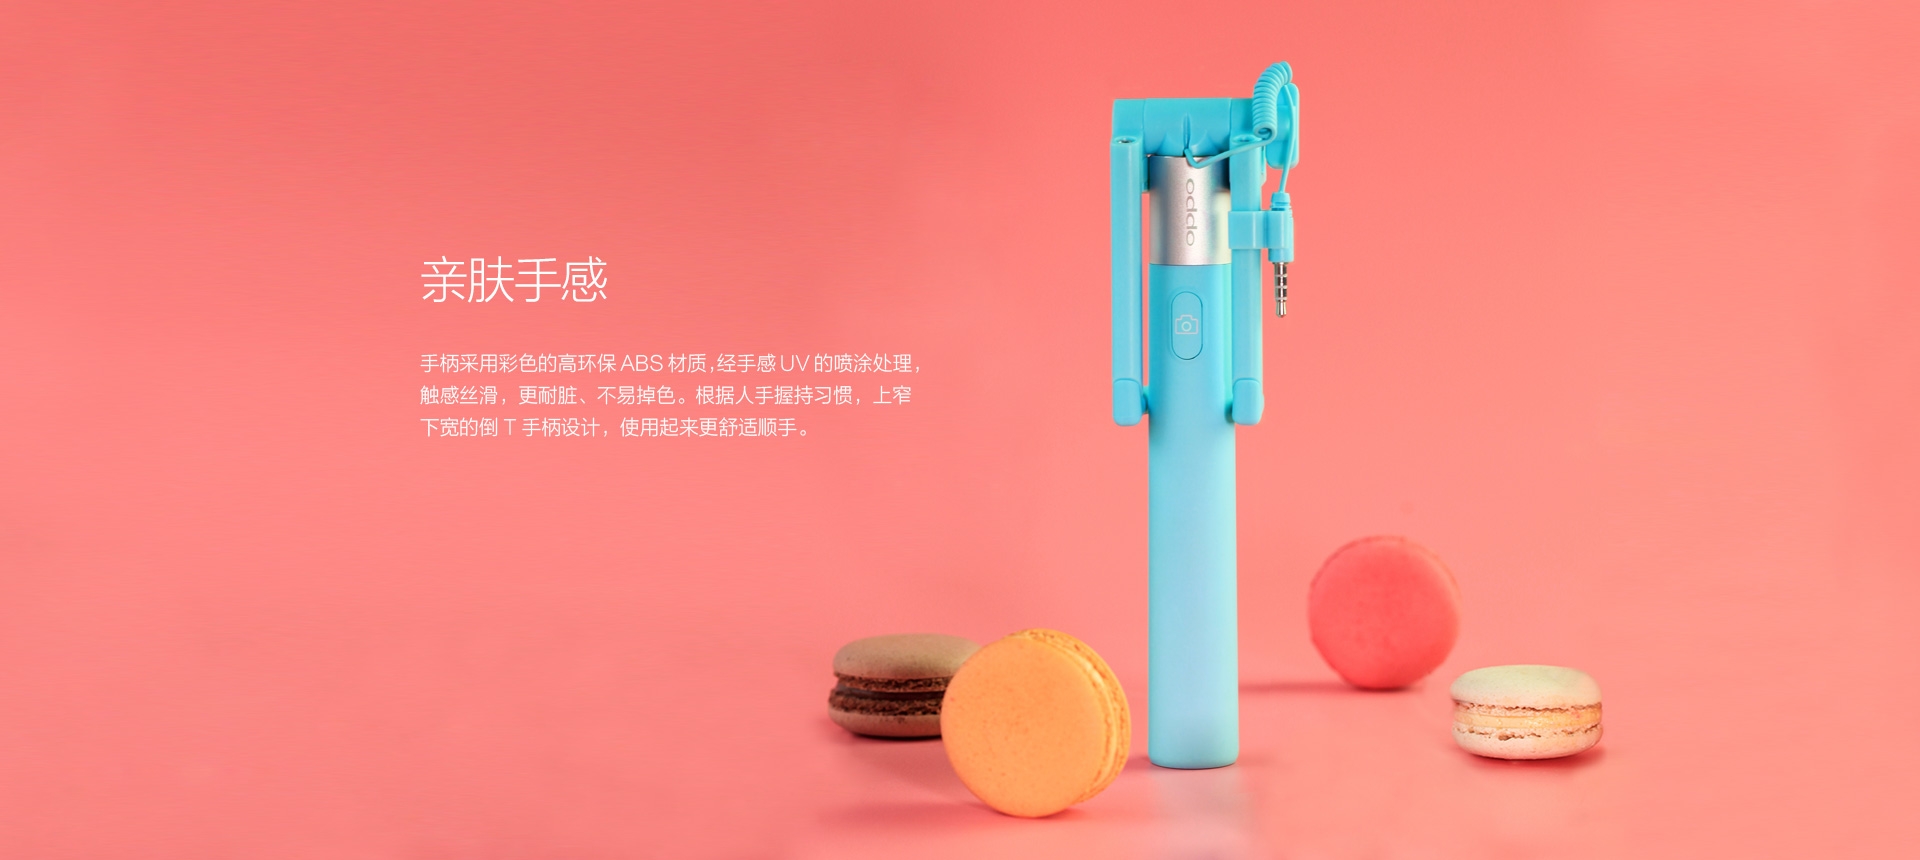 亲肤手感
手柄采用彩色的高环保 ABS 材质，经手感 UV 的喷涂处理，
触感丝滑，更耐脏、不易掉色。根据人手握持习惯，上窄
下宽的倒 T 手柄设计，使用起来更舒适顺手。
oppo